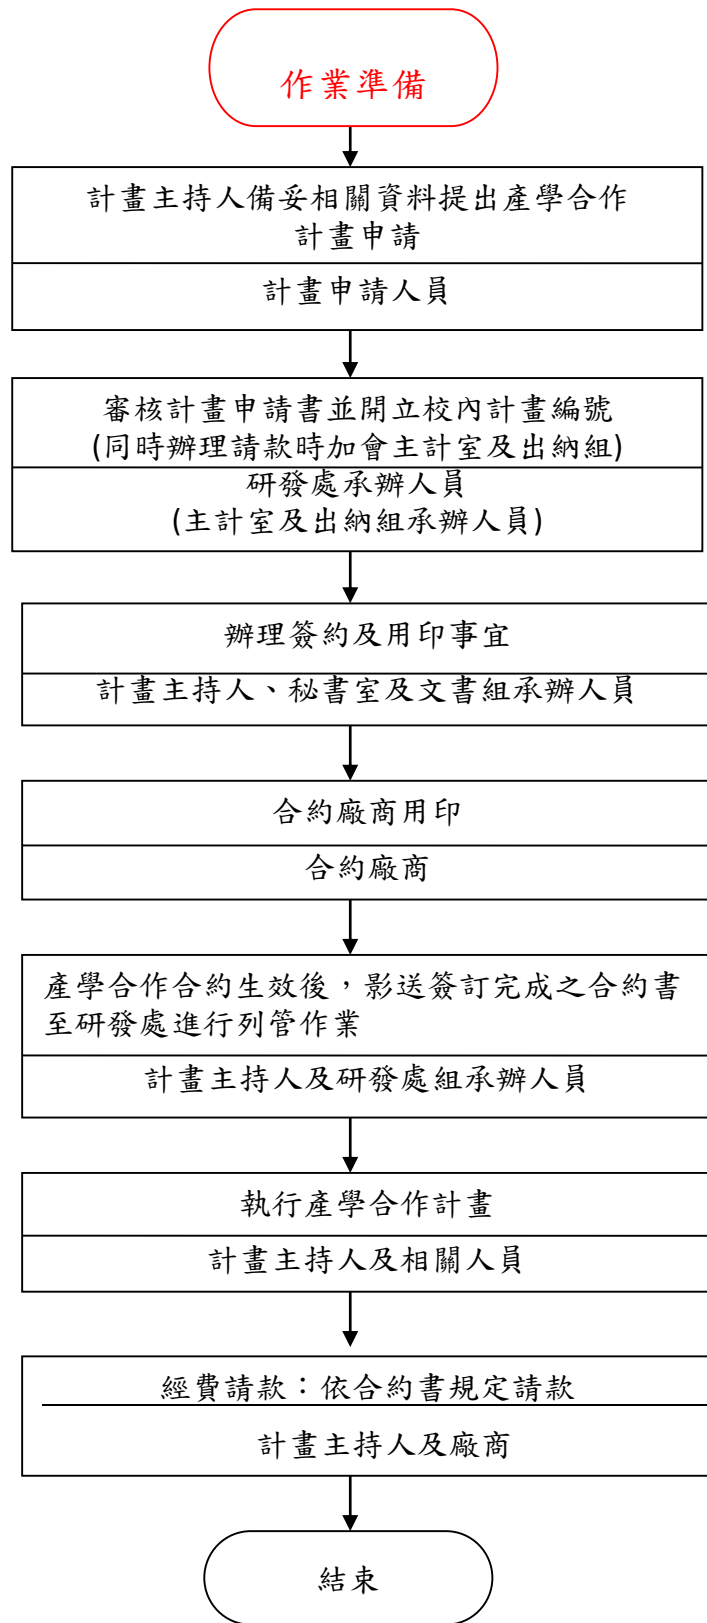 作業準備
計畫主持人備妥相關資料提出產學合作
計畫申請
計畫申請人員
審核計畫申請書並開立校內計畫編號
(同時辦理請款時加會主計室及出納組)
研發處承辦人員
(主計室及出納組承辦人員)
辦理簽約及用印事宜
計畫主持人、秘書室及文書組承辦人員
合約廠商用印
合約廠商
產學合作合約生效後，影送簽訂完成之合約書
至研發處進行列管作業
計畫主持人及研發處組承辦人員
執行產學合作計畫
計畫主持人及相關人員
經費請款：依合約書規定請款
計畫主持人及廠商
結束